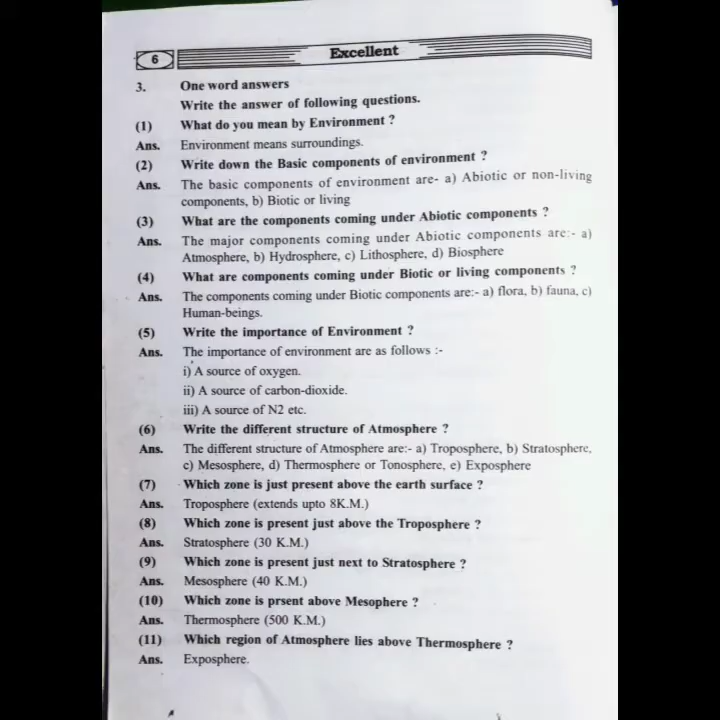 6 Excellent
3. One word answers
Write the answer of following questions.
(1) What do you mean by Environment ?
Ans. Environment means surroundings.
(2) Write down the Basic components of environment ?
Ans. The basic components of environment are- a) Abiotic or non-living
components, b) Biotic or living
(3) What are the components coming under Abiotic components ?
Ans. The major components coming under Abiotic components are:- a)
Atmosphere, b) Hydrosphere, c) Lithosphere, d) Biosphere
(4) What are components coming under Biotic or living components ?
Ans. The components coming under Biotic components are:- a) flora, b) fauna, c)
Human-beings.
(5) Write the importance of Environment ?
Ans. The importance of environment are as follows :-
i) A source of oxygen.
ii) A source of carbon-dioxide.
iii) A source of N2 etc.
(6) Write the different structure of Atmosphere ?
Ans. The different structure of Atmosphere are:- a) Troposphere, b) Stratosphere,
c) Mesosphere, d) Thermosphere or Tonosphere, e) Exposphere
(7) Which zone is just present above the earth surface ?
Ans. Troposphere (extends upto 8K.M.)
(8) Which zone is present just above the Troposphere ?
Ans. Stratosphere (30 K.M.)
(9) Which zone is present just next to Stratosphere ?
Ans. Mesosphere (40 K.M.)
(10) Which zone is prsent above Mesophere ?
Ans. Thermosphere (500 K.M.)
(11) Which region of Atmosphere lies above Thermosphere ?
Ans. Exposphere.